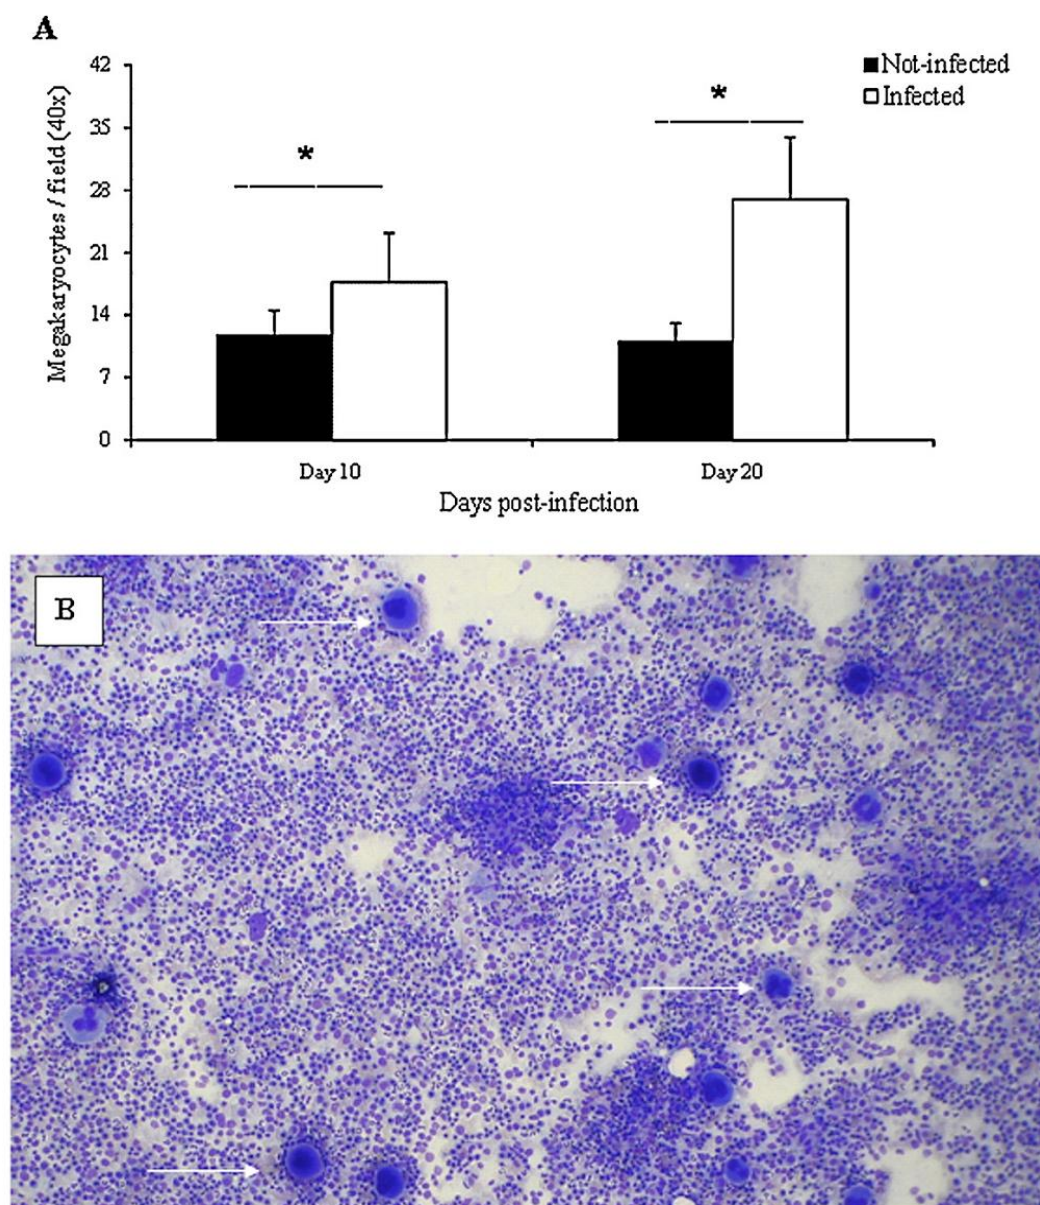 A
42
35
28
21
14
7
0
Megakaryocytes / field (40x)
*
*
Not-infected
Infected
Day 10
Day 20
Days post-infection
B